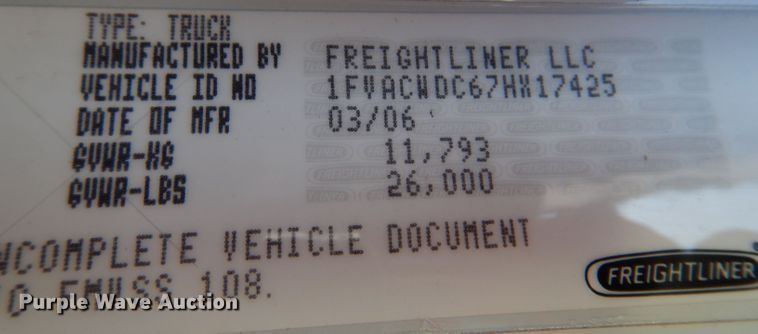 TYPE: TRUCK
MANUFACTURED BY FREIGHTLINER LLC
VEHICLE ID NO 1FVACWDC67HX17425
DATE OF MFR 03/06
GVWR-KG 11,793
GVWR-LBS 26,000
NCOMPLETE VEHICLE DOCUMENT
FMVSS 108.
FREIGHTLINER
Purple Wave Auction